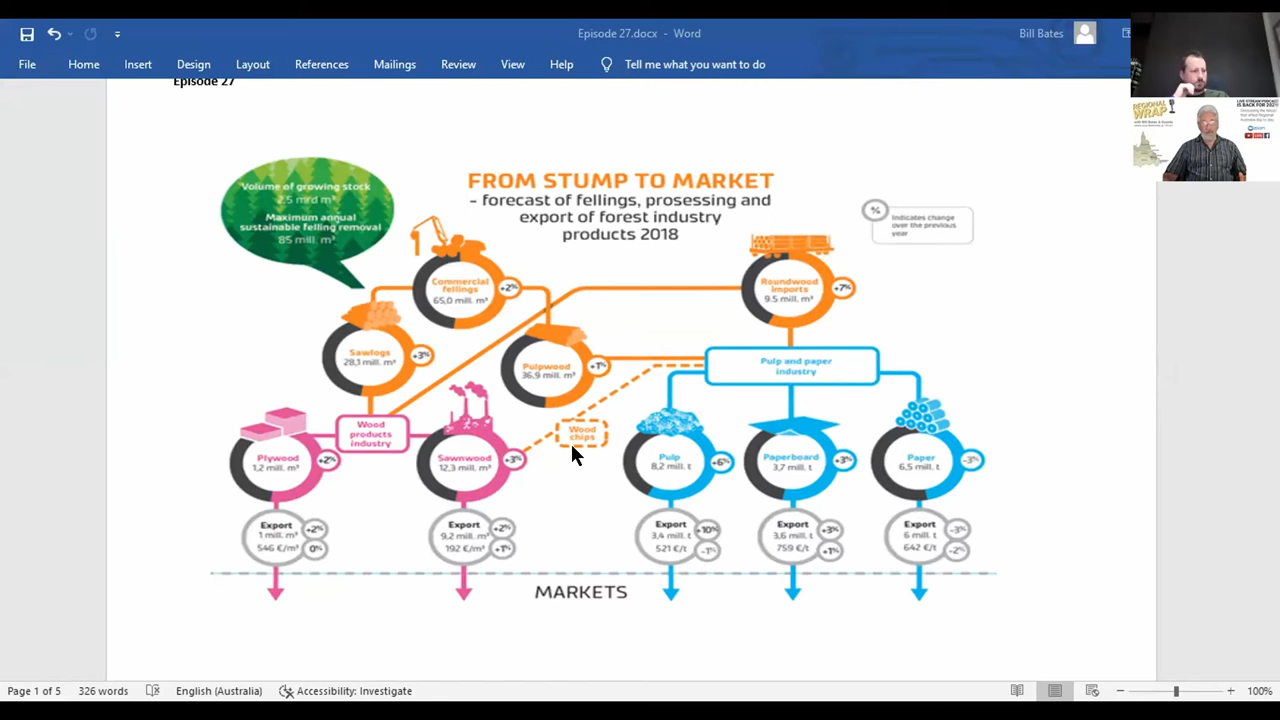 Episode 27.docx - Word
Bill Bates
File
Home
Insert
Design
Layout
References
Mailings
Review
View
Help
Tell me what you want to do
REGIONAL
WRAP
LIVE STREAM PODCAST
IS BACK FOR
Episode 27
Volume of growing stock
2.5 mrd m³
Maximum annual
sustainable felling removal
85 mill. m³
FROM STUMP TO MARKET
- forecast of fellings, prosessing and
export of forest industry
products 2018
%
Indicates change
over the previous
year
Commercial
fellings
65,0 mill. m³
+2%
Roundwood
imports
9.5 mill. m³
+7%
Sawlogs
28,1 mill. m³
+3%
Pulpwood
36,9 mill. m³
+1%
Pulp and paper
industry
Wood
products
industry
Wood
chips
Plywood
1,2 mill. m³
+2%
Sawnwood
12,3 mill. m³
+3%
Pulp
8,2 mill. t
+6%
Paperboard
3,7 mill. t
+3%
Paper
6,5 mill. t
-3%
Export
1 mill. m³
546 €/m³
+2%
0%
Export
9,2 mill. m³
192 €/m³
+2%
+1%
Export
3,4 mill. t
521 €/t
+10%
-1%
Export
3,6 mill. t
759 €/t
+3%
+1%
Export
6 mill. t
642 €/t
-3%
-2%
MARKETS
Page 1 of 5
326 words
English (Australia)
Accessibility: Investigate
100%